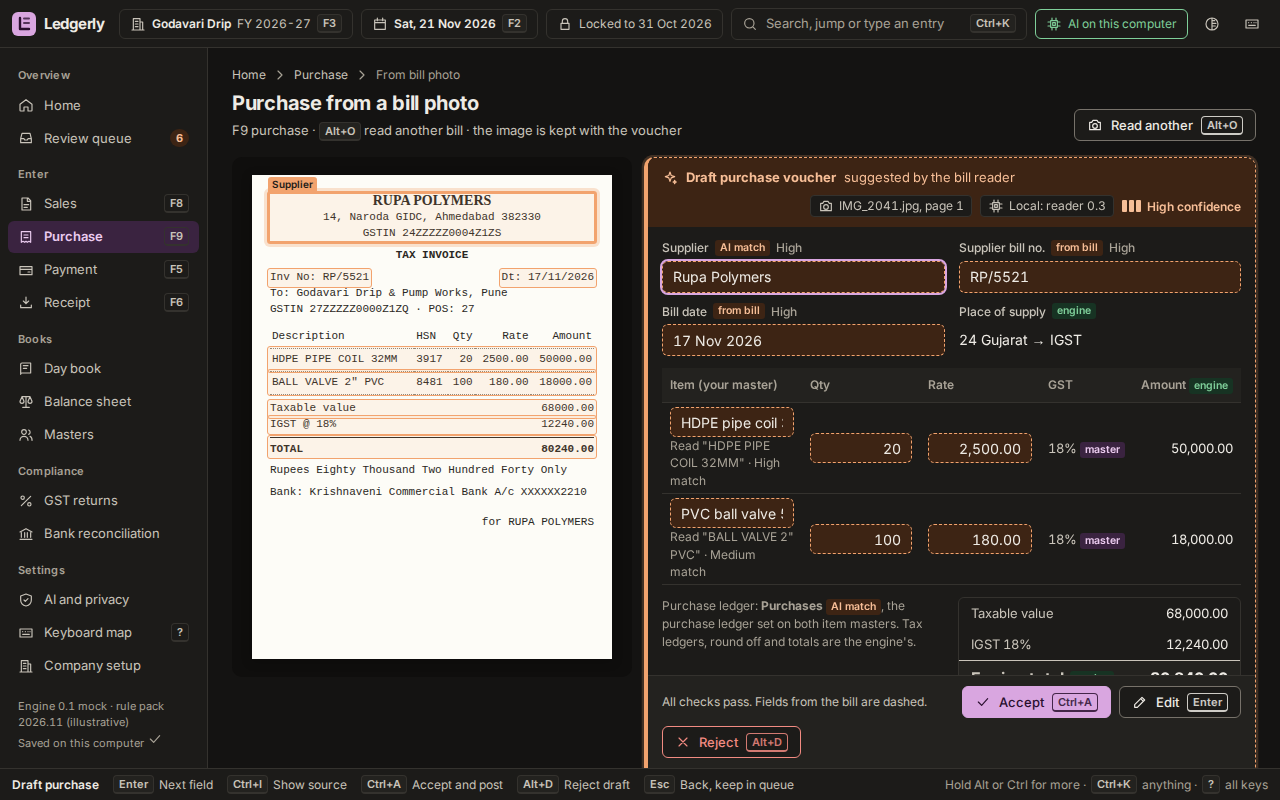 Ledgerly
Godavari Drip FY 2026-27 F3
Sat, 21 Nov 2026 F2
Locked to 31 Oct 2026
Search, jump or type an entry Ctrl+K
AI on this computer
Overview
Home
Review queue 6
Enter
Sales F8
Purchase F9
Payment F5
Receipt F6
Books
Day book
Balance sheet
Masters
Compliance
GST returns
Bank reconciliation
Settings
AI and privacy
Keyboard map ?
Company setup
Engine 0.1 mock · rule pack
2026.11 (illustrative)
Saved on this computer
Home > Purchase > From bill photo
Purchase from a bill photo
F9 purchase · Alt+O read another bill · the image is kept with the voucher
Read another Alt+O
Supplier
RUPA POLYMERS
14, Naroda GIDC, Ahmedabad 382330
GSTIN 24ZZZZZ0004Z1ZS
TAX INVOICE
Inv No: RP/5521 Dt: 17/11/2026
To: Godavari Drip & Pump Works, Pune
GSTIN 27ZZZZZ0000Z1ZQ · POS: 27
Description HSN Qty Rate Amount
HDPE PIPE COIL 32MM 3917 20 2500.00 50000.00
BALL VALVE 2" PVC 8481 100 180.00 18000.00
Taxable value 68000.00
IGST @ 18% 12240.00
TOTAL 80240.00
Rupees Eighty Thousand Two Hundred Forty Only
Bank: Krishnaveni Commercial Bank A/c XXXXXX2210
for RUPA POLYMERS
Draft purchase voucher suggested by the bill reader
IMG_2041.jpg, page 1 Local: reader 0.3 High confidence
Supplier AI match High
Rupa Polymers
Supplier bill no. from bill High
RP/5521
Bill date from bill High
17 Nov 2026
Place of supply engine
24 Gujarat → IGST
Item (your master) Qty Rate GST Amount engine
HDPE pipe coil 20 2,500.00 18% master 50,000.00
Read "HDPE PIPE
COIL 32MM" · High
match
PVC ball valve 100 180.00 18% master 18,000.00
Read "BALL VALVE 2"
PVC" · Medium
match
Purchase ledger: Purchases AI match, the
purchase ledger set on both item masters. Tax
ledgers, round off and totals are the engine's.
Taxable value 68,000.00
IGST 18% 12,240.00
All checks pass. Fields from the bill are dashed.
Accept Ctrl+A
Edit Enter
Reject Alt+D
Draft purchase Enter Next field Ctrl+I Show source Ctrl+A Accept and post Alt+D Reject draft Esc Back, keep in queue
Hold Alt or Ctrl for more · Ctrl+K anything · ? all keys